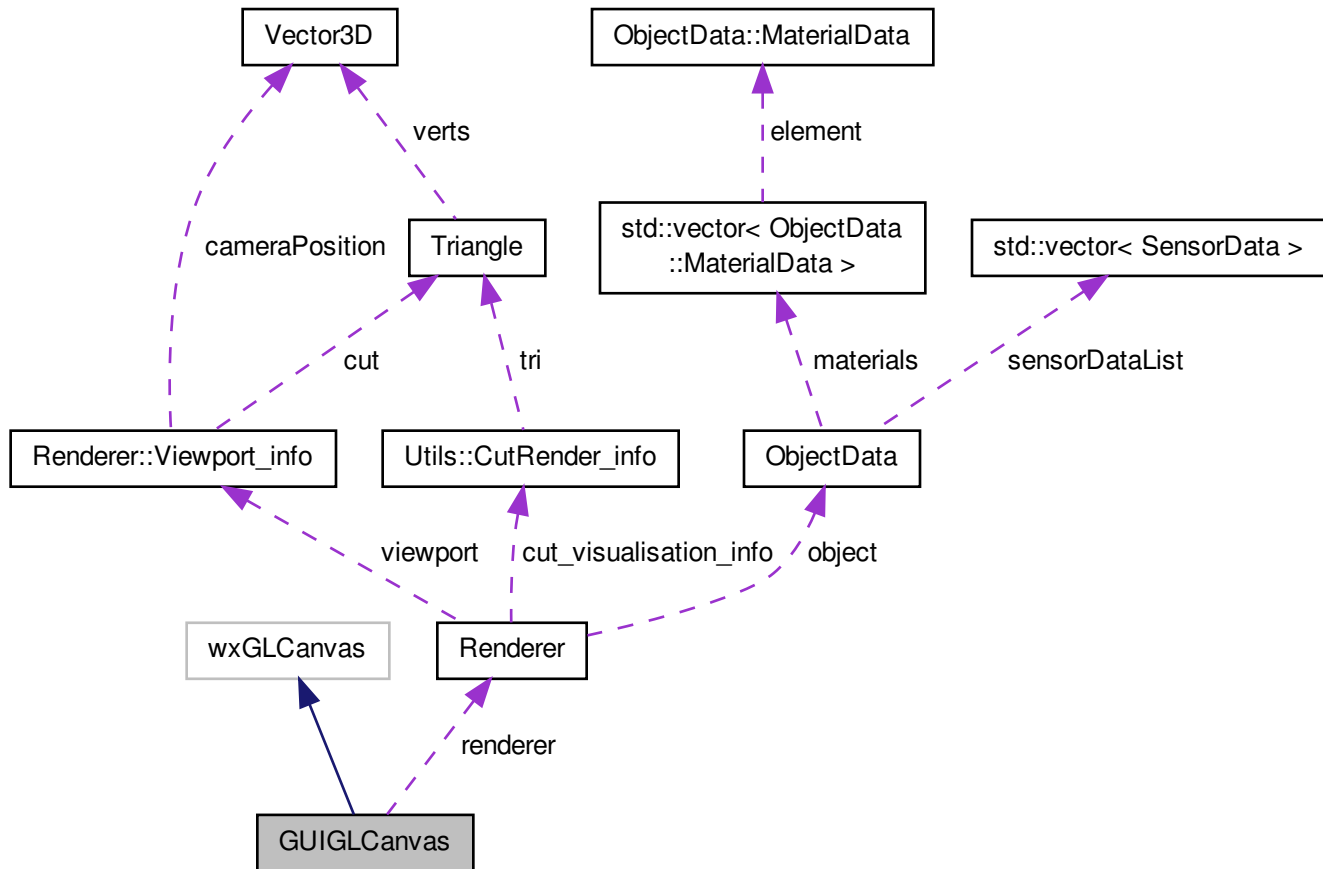 Vector3D
ObjectData::MaterialData
verts
element
cameraPosition
Triangle
std::vector< ObjectData
::MaterialData >
std::vector< SensorData >
cut
tri
materials
sensorDataList
Renderer::Viewport_info
Utils::CutRender_info
ObjectData
viewport
cut_visualisation_info
object
wxGLCanvas
Renderer
renderer
GUIGLCanvas